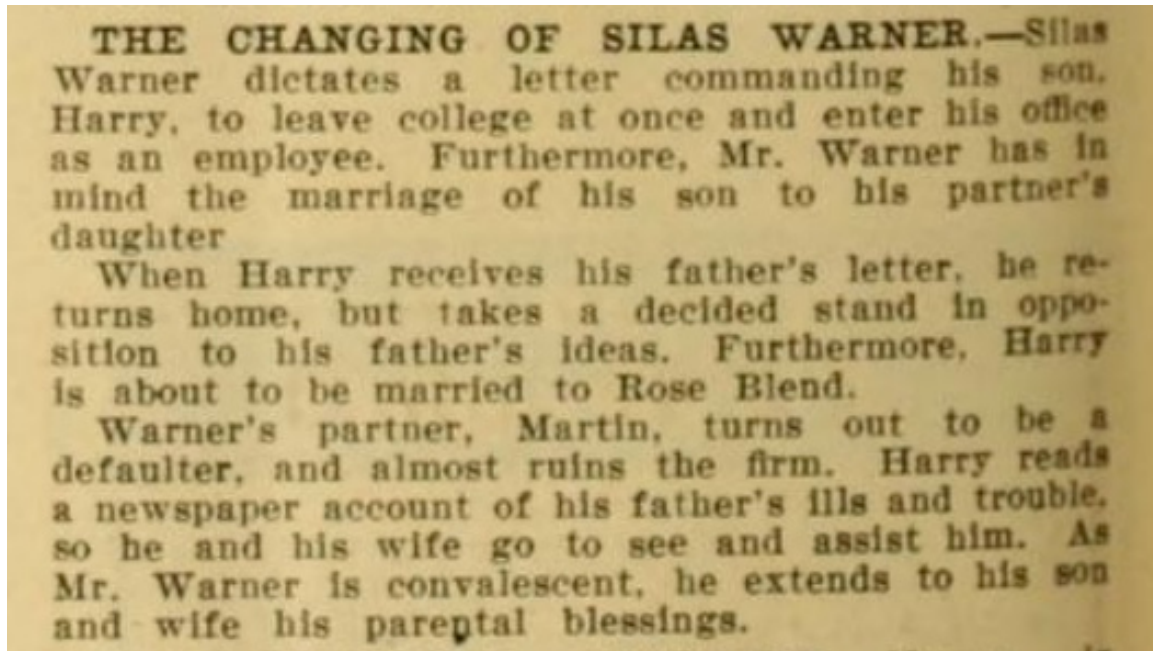 THE CHANGING OF SILAS WARNER.—Silas
Warner dictates a letter commanding his son,
Harry, to leave college at once and enter his office
as an employee. Furthermore, Mr. Warner has in
mind the marriage of his son to his partner's
daughter
When Harry receives his father's letter, he re-
turns home, but takes a decided stand in oppo-
sition to his father's ideas. Furthermore, Harry
is about to be married to Rose Blend.
Warner's partner, Martin, turns out to be a
defaulter, and almost ruins the firm. Harry reads
a newspaper account of his father's ills and trouble,
so he and his wife go to see and assist him. As
Mr. Warner is convalescent, he extends to his son
and wife his parental blessings.